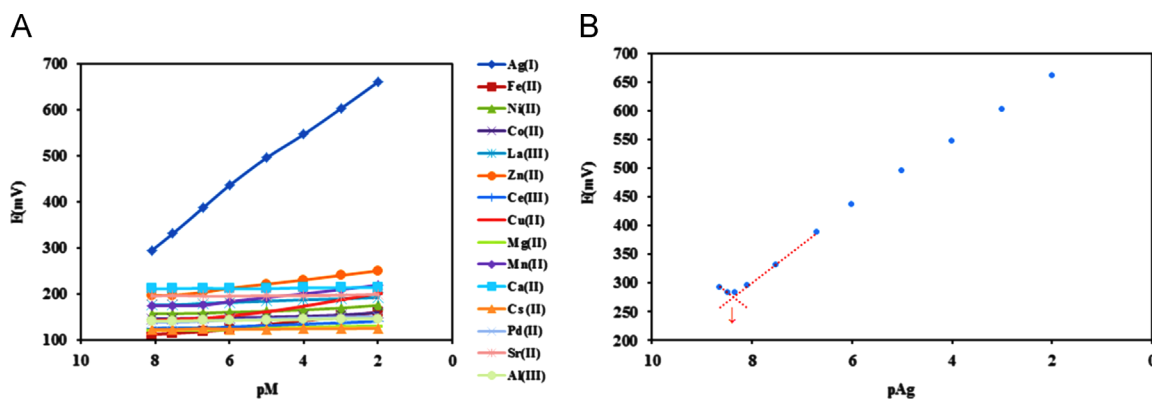 A
700
600
500
400
300
200
100
10
8
6
4
2
0
E(mV)
pM
Ag(I)
Fe(II)
Ni(II)
Co(II)
La(III)
Zn(II)
Ce(III)
Cu(II)
Mg(II)
Mn(II)
Ca(II)
Cs(II)
Pd(II)
Sr(II)
Al(III)
B
700
650
600
550
500
450
400
350
300
250
200
10
8
6
4
2
0
E(mV)
pAg